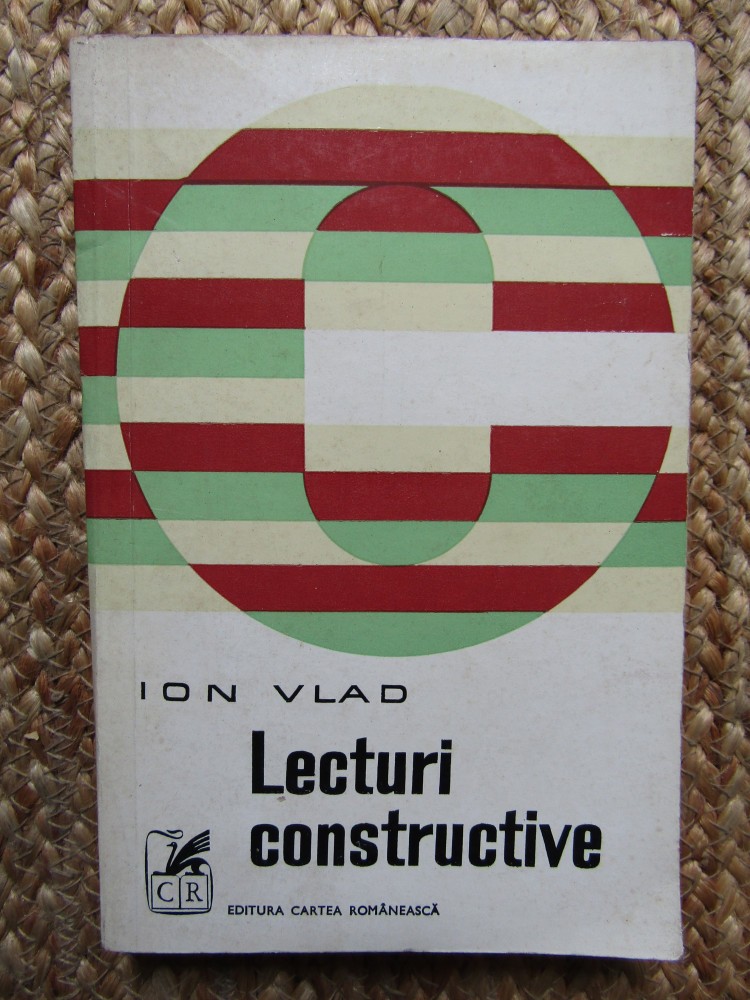 ION VLAD
Lecturi
constructive
CR
EDITURA CARTEA ROMÂNEASCĂ